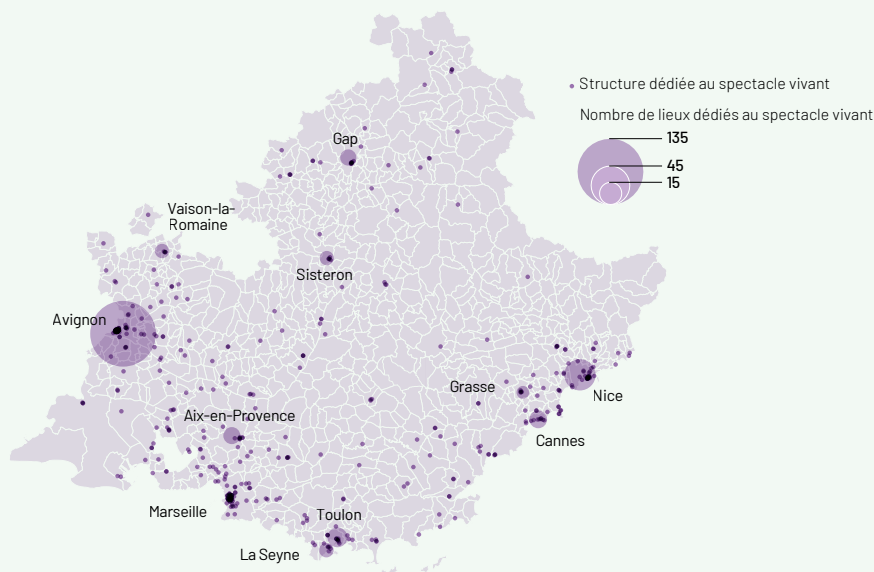 Structure dédiée au spectacle vivant
Nombre de lieux dédiés au spectacle vivant
135
45
15
Gap
Vaison-la-
Romaine
Sisteron
Avignon
Grasse
Nice
Aix-en-Provence
Cannes
Marseille
Toulon
La Seyne